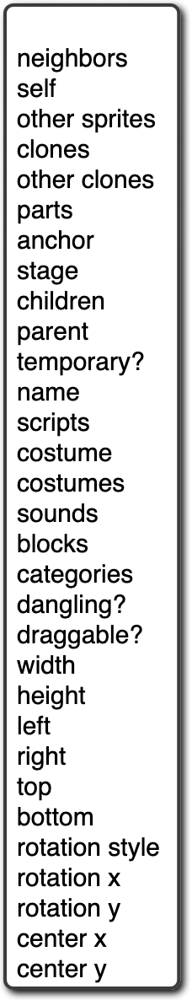 neighbors
self
other sprites
clones
other clones
parts
anchor
stage
children
parent
temporary?
name
scripts
costume
costumes
sounds
blocks
categories
dangling?
draggable?
width
height
left
right
top
bottom
rotation style
rotation x
rotation y
center x
center y